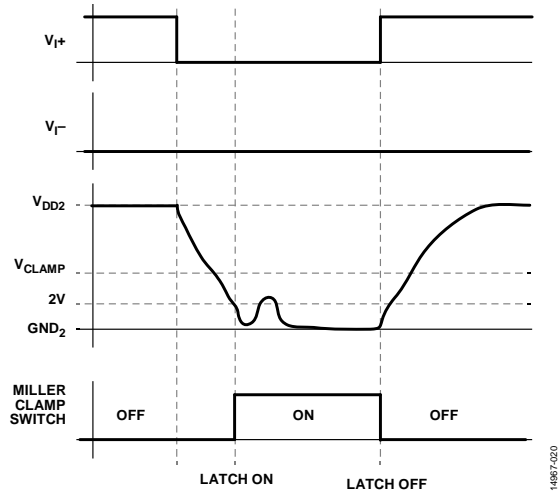 VI+
VI−
VDD2
VCLAMP
2V
GND2
MILLER
CLAMP
SWITCH
OFF
ON
OFF
LATCH ON
LATCH OFF
14967-020